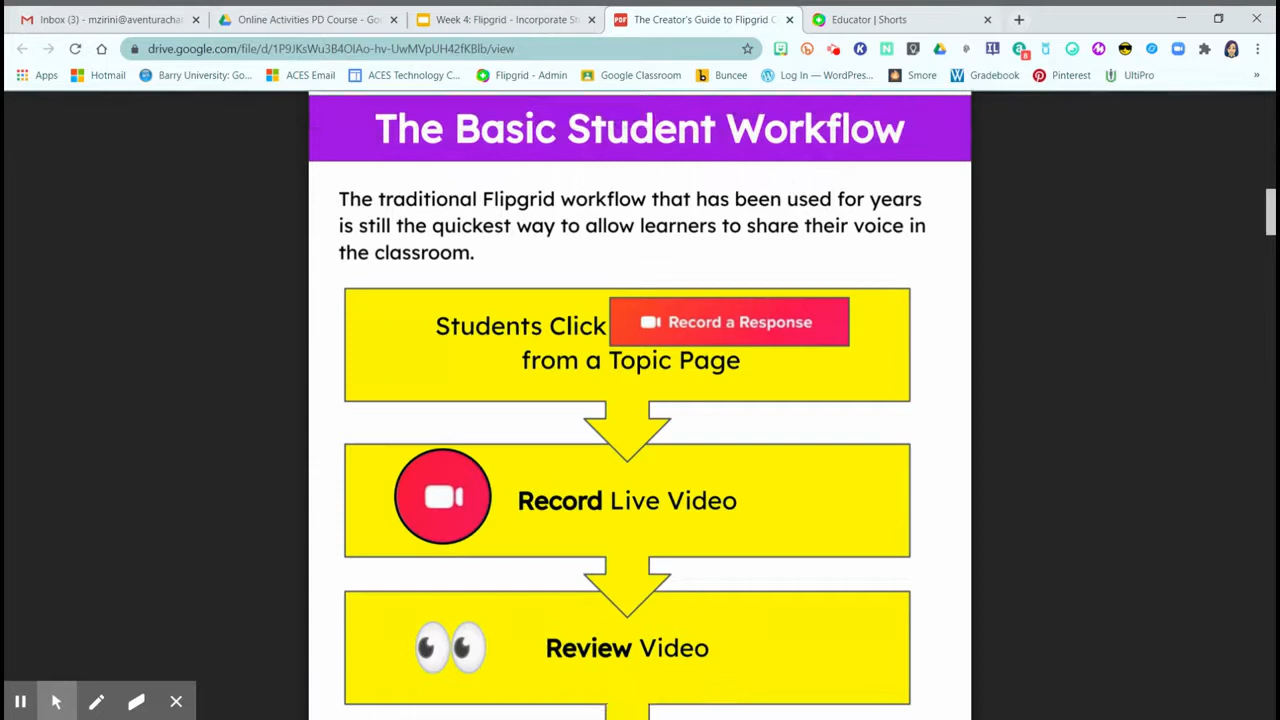 Inbox (3) - mzirini@aventuracha
Online Activities PD Course - Go
Week 4: Flipgrid - Incorporate St
PDF The Creator's Guide to Flipgrid C
Educator | Shorts
drive.google.com/file/d/1P9JKsWu3B4OIAo-hv-UwMVpUH42fKBlb/view
Apps
Hotmail
Barry University: Go...
ACES Email
ACES Technology C...
Flipgrid - Admin
Google Classroom
Buncee
Log In — WordPres...
Smore
Gradebook
Pinterest
UltiPro
The Basic Student Workflow
The traditional Flipgrid workflow that has been used for years
is still the quickest way to allow learners to share their voice in
the classroom.
Students Click Record a Response
from a Topic Page
Record Live Video
Review Video